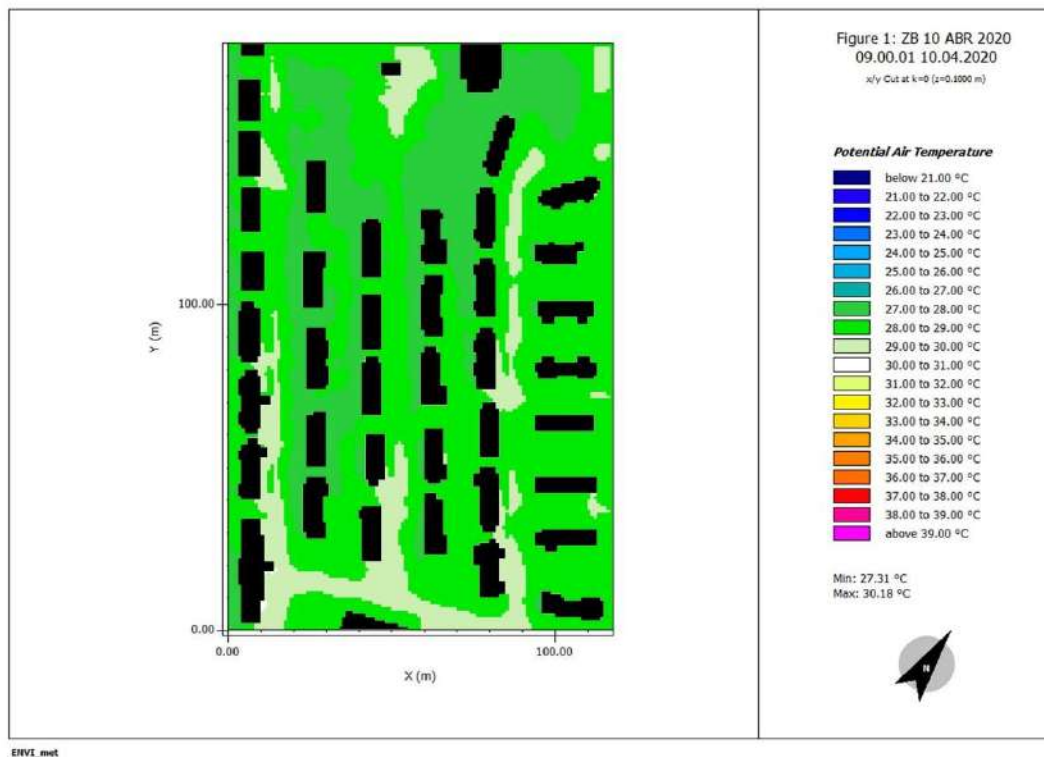 Figure 1: ZB 10 ABR 2020
09.00.01 10.04.2020
x/y Cut at k=0 (z=0.1000 m)
Potential Air Temperature
below 21.00 °C
21.00 to 22.00 °C
22.00 to 23.00 °C
23.00 to 24.00 °C
24.00 to 25.00 °C
25.00 to 26.00 °C
26.00 to 27.00 °C
27.00 to 28.00 °C
28.00 to 29.00 °C
29.00 to 30.00 °C
30.00 to 31.00 °C
31.00 to 32.00 °C
32.00 to 33.00 °C
33.00 to 34.00 °C
34.00 to 35.00 °C
35.00 to 36.00 °C
36.00 to 37.00 °C
37.00 to 38.00 °C
38.00 to 39.00 °C
above 39.00 °C
Min: 27.31 °C
Max: 30.18 °C
N
100.00
Y (m)
0.00
0.00 100.00
X (m)
ENVI_met